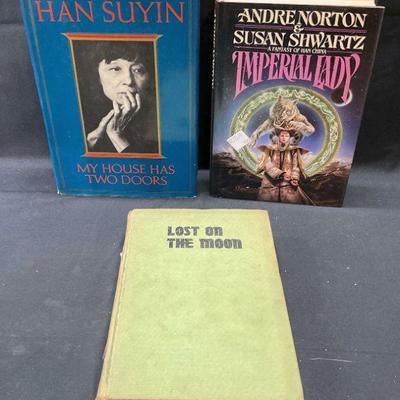 HAN SUYIN
MY HOUSE HAS
TWO DOORS
ANDRE NORTON
& SUSAN SHWARTZ
A FANTASY OF HAN CHINA
IMPERIAL LADY
LOST ON
THE MOON